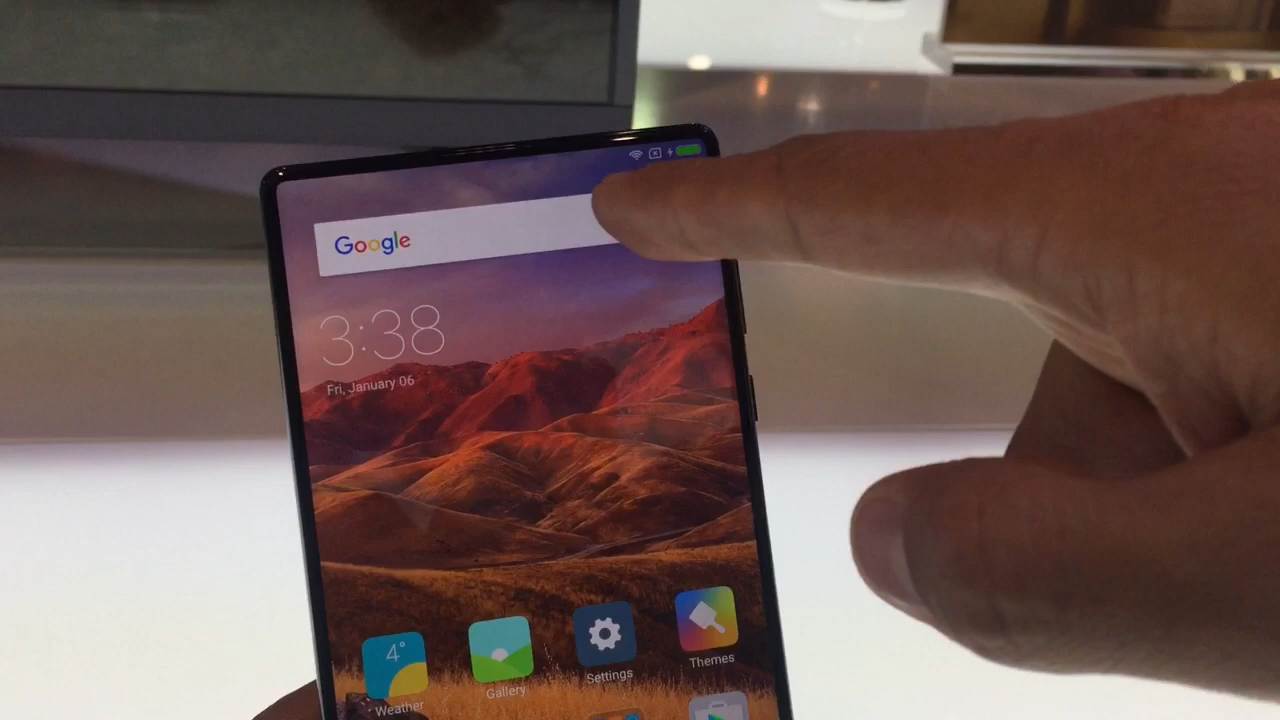 Google
3:38
Fri, January 06
4°
Weather
Gallery
Settings
Themes